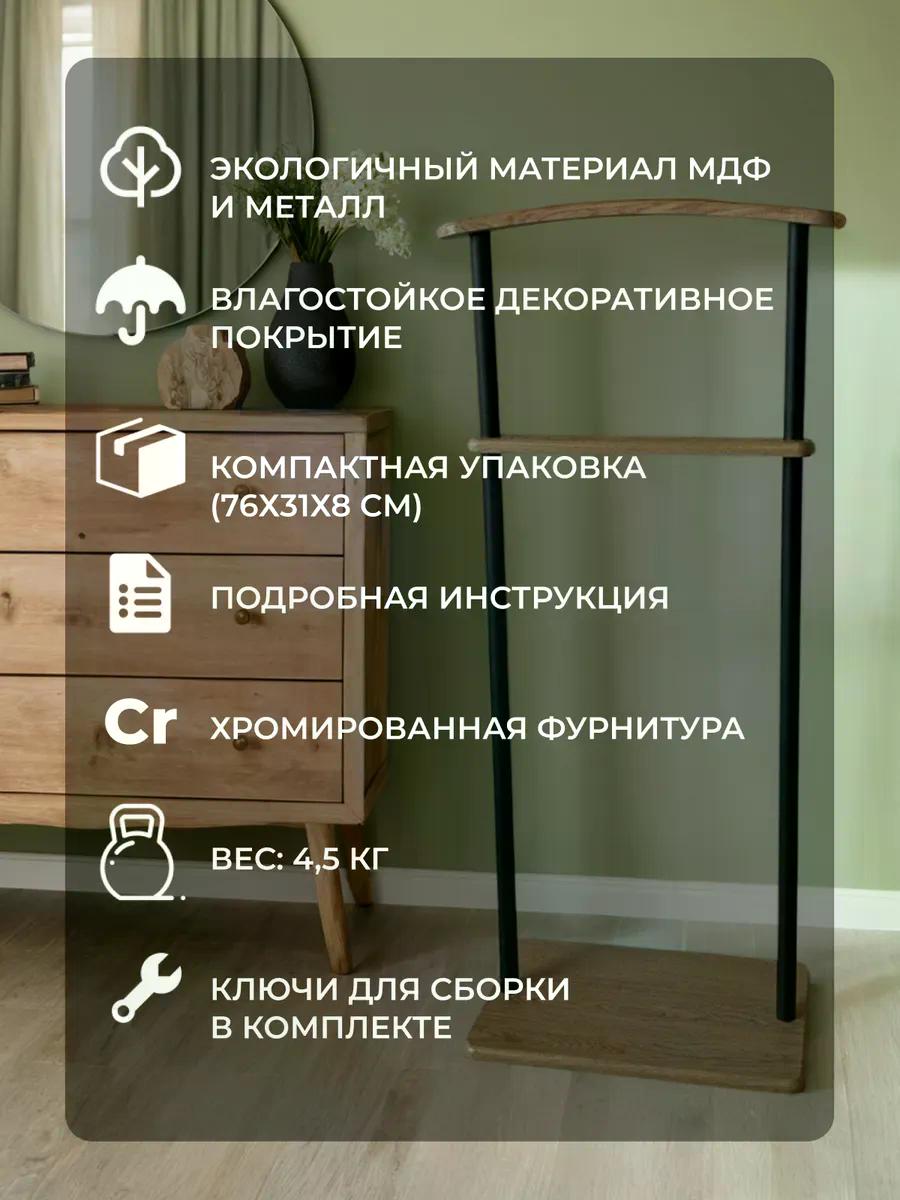 ЭКОЛОГИЧНЫЙ МАТЕРИАЛ МДФ
И МЕТАЛЛ
ВЛАГОСТОЙКОЕ ДЕКОРАТИВНОЕ
ПОКРЫТИЕ
КОМПАКТНАЯ УПАКОВКА
(76Х31Х8 СМ)
ПОДРОБНАЯ ИНСТРУКЦИЯ
Cr ХРОМИРОВАННАЯ ФУРНИТУРА
ВЕС: 4,5 КГ
КЛЮЧИ ДЛЯ СБОРКИ
В КОМПЛЕКТЕ